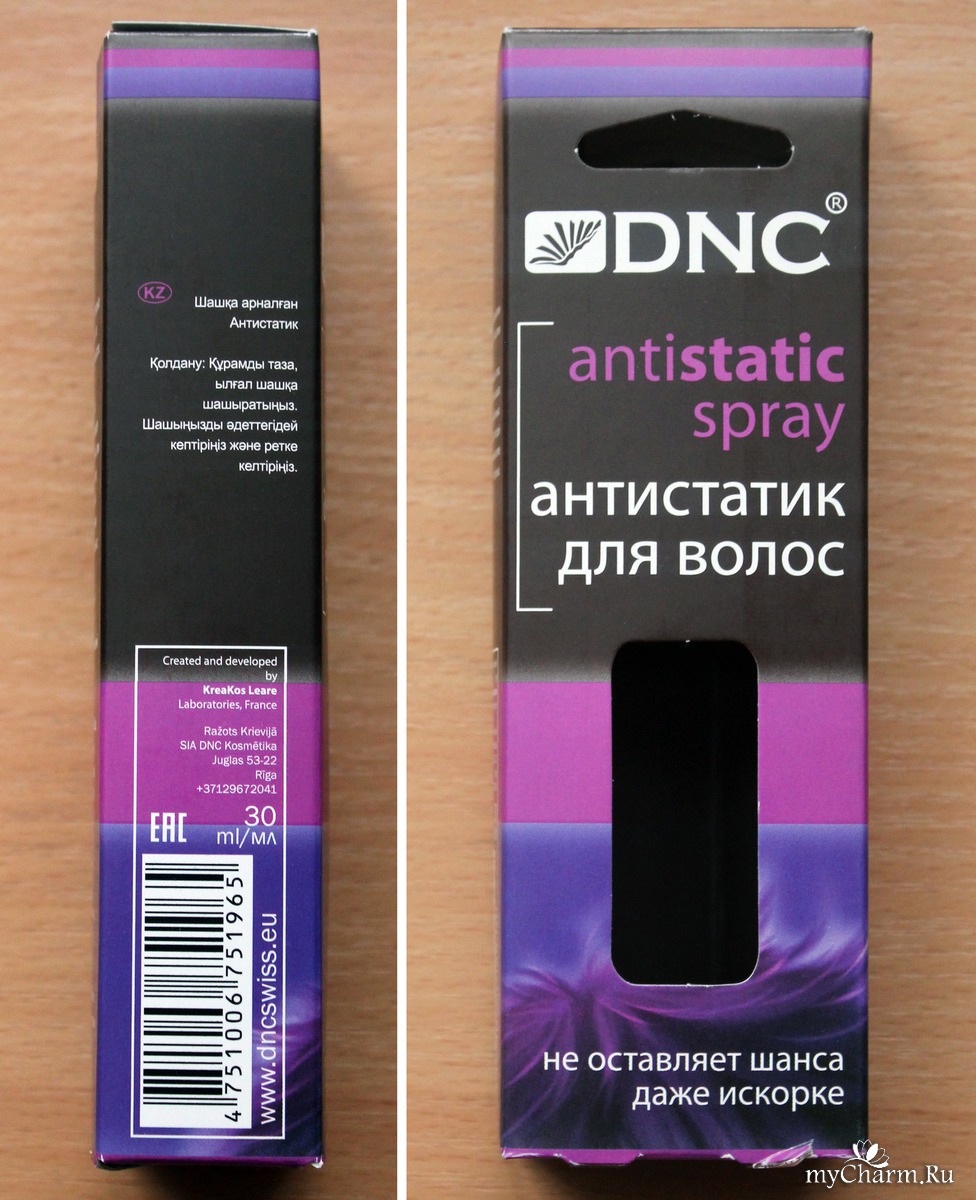 KZ
Шашқа арналған
Антистатик
Қолдану: Құрамды таза,
ылғал шашқа
шашыратыңыз.
Шашыңызды әдеттегідей
кептіріңіз және ретке
келтіріңіз.
Created and developed
by
KreaKos Leare
Laboratories, France
Ražots Krievijā
SIA DNC Kosmētika
Juglas 53-22
Rīga
+37129672041
EAC
30
ml/мл
4 751006 751965
www.dncswiss.eu
DNC®
antistatic
spray
антистатик
для волос
не оставляет шанса
даже искорке
myCharm.Ru